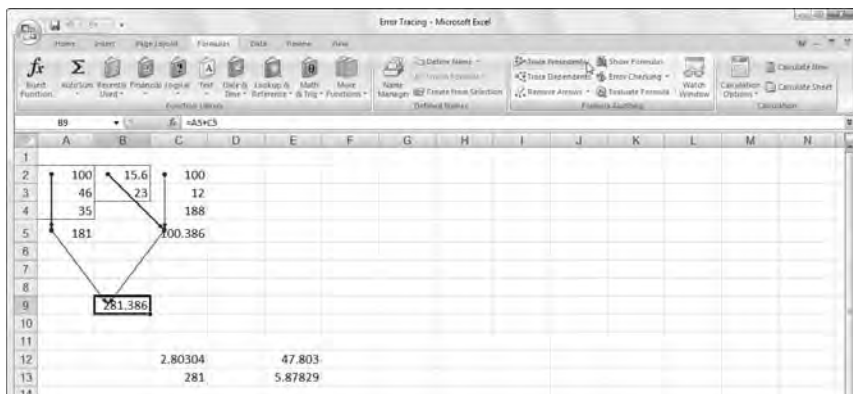 Error Tracing - Microsoft Excel
Home Insert Page Layout Formulas Data Review View
Insert Function
AutoSum Recently Used Financial Logical Text Date & Time Lookup & Reference Math & Trig More Functions
Function Library
Name Manager
Define Name
Create from Selection
Defined Names
Trace Precedents
Trace Dependents
Remove Arrows
Show Formulas
Error Checking
Evaluate Formula
Watch Window
Formula Auditing
Calculation Options
Calculate Now
Calculate Sheet
Calculation
B9 fx =A5+C5
A B C D E F G H I J K L M N
1
2 100 15.6 100
3 46 23 12
4 35 188
5 181 100.386
6
7
8
9 281.386
10
11
12 2.80304 47.803
13 281 5.87829
14